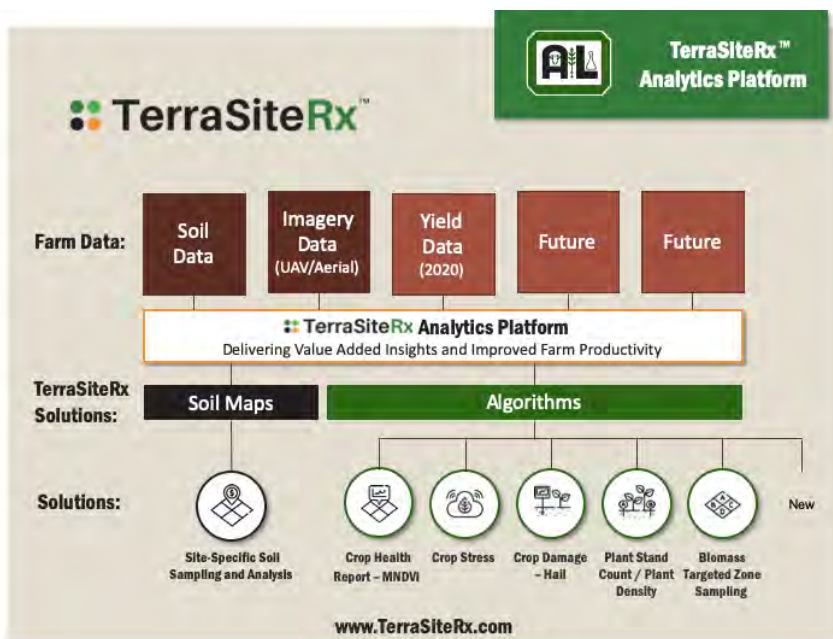 AL
TerraSiteRx™
Analytics Platform
TerraSiteRx™
Farm Data:
Soil
Data
Imagery
Data
(UAV/Aerial)
Yield
Data
(2020)
Future
Future
TerraSiteRx Analytics Platform
Delivering Value Added Insights and Improved Farm Productivity
TerraSiteRx
Solutions:
Soil Maps
Algorithms
Solutions:
A
B C
D
New
Site-Specific Soil
Sampling and Analysis
Crop Health
Report – MNDVI
Crop Stress
Crop Damage
– Hail
Plant Stand
Count / Plant
Density
Biomass
Targeted Zone
Sampling
www.TerraSiteRx.com